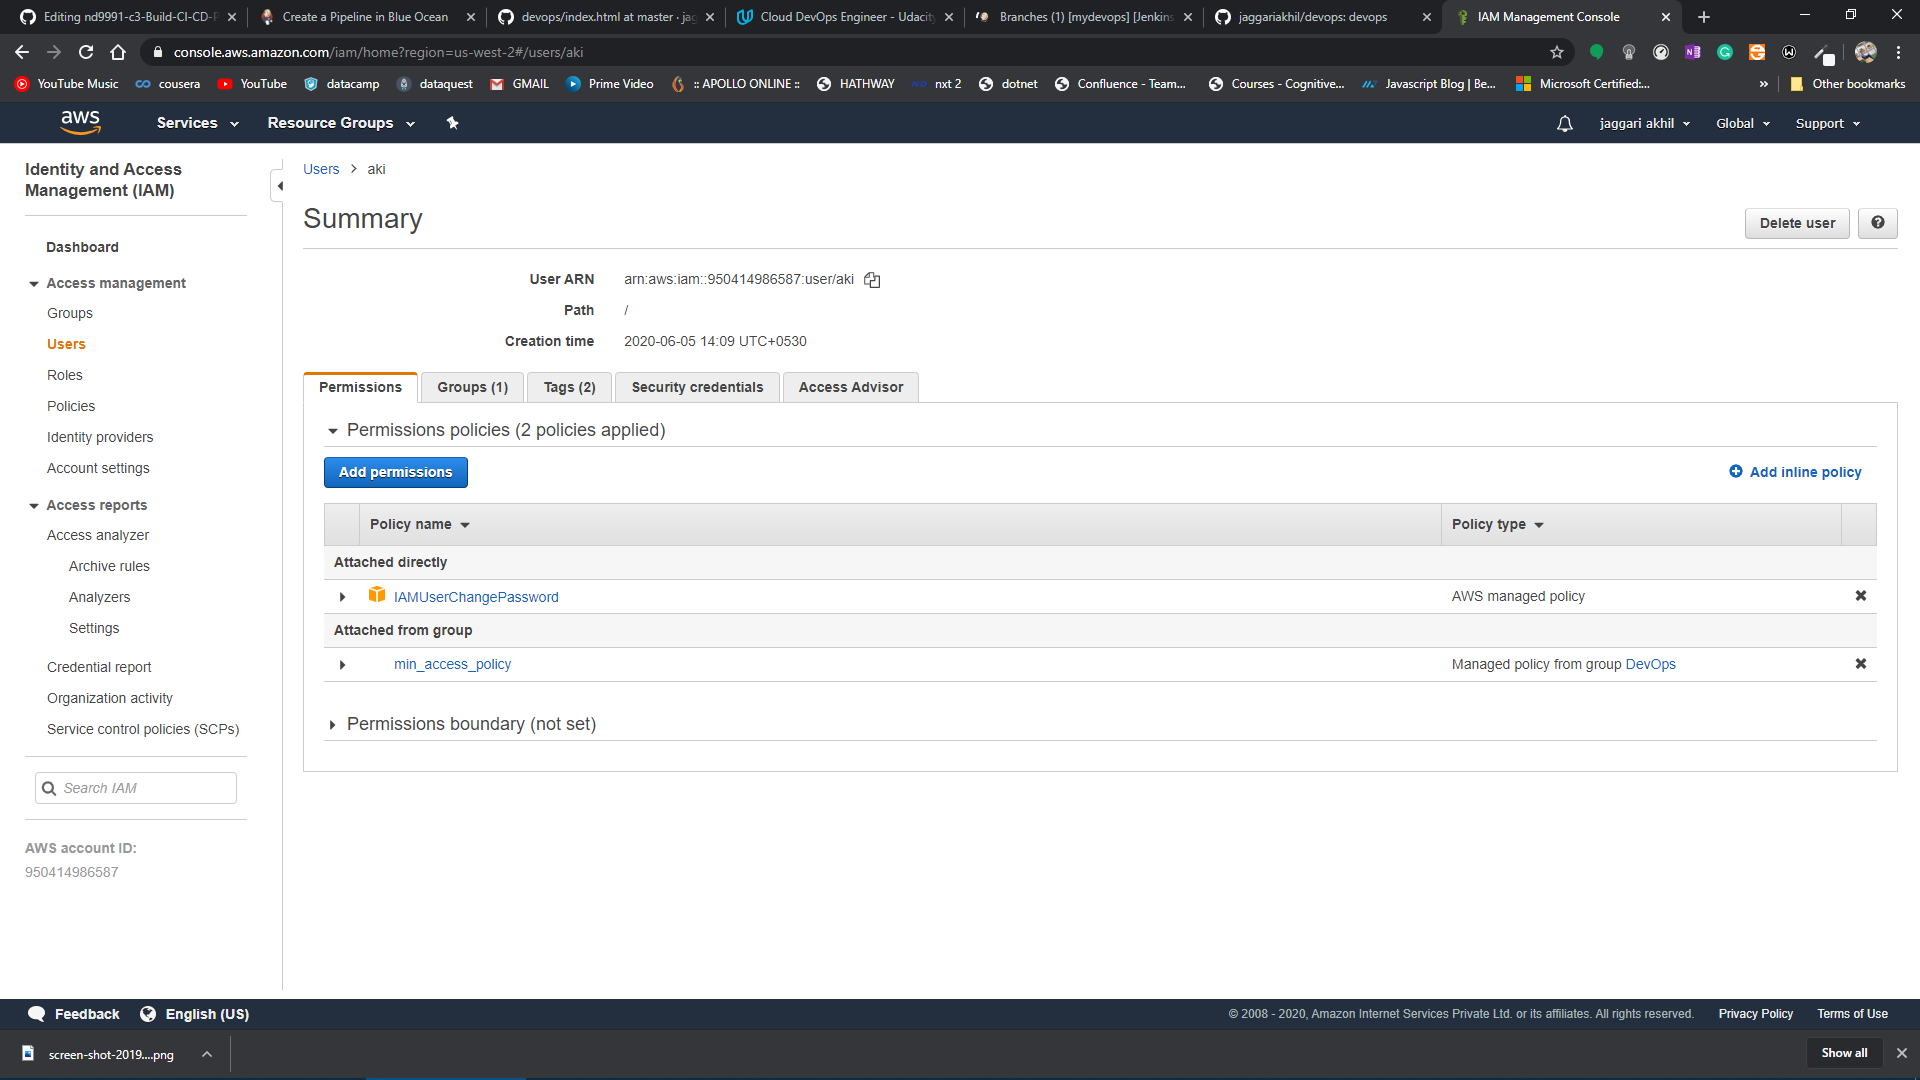 Editing nd9991-c3-Build-CI-CD-P
Create a Pipeline in Blue Ocean
devops/index.html at master · jag
Cloud DevOps Engineer - Udacity
Branches (1) [mydevops] [Jenkins
jaggariakhil/devops: devops
IAM Management Console
console.aws.amazon.com/iam/home?region=us-west-2#/users/aki
YouTube Music
cousera
YouTube
datacamp
dataquest
GMAIL
Prime Video
:: APOLLO ONLINE ::
HATHWAY
nxt 2
dotnet
Confluence - Team...
Courses - Cognitive...
Javascript Blog | Be...
Microsoft Certified:...
»
Other bookmarks
aws
Services
Resource Groups
jaggari akhil
Global
Support
Identity and Access
Management (IAM)
Dashboard
Access management
Groups
Users
Roles
Policies
Identity providers
Account settings
Access reports
Access analyzer
Archive rules
Analyzers
Settings
Credential report
Organization activity
Service control policies (SCPs)
Search IAM
AWS account ID:
950414986587
Users > aki
Summary
Delete user
User ARN arn:aws:iam::950414986587:user/aki
Path /
Creation time 2020-06-05 14:09 UTC+0530
Permissions
Groups (1)
Tags (2)
Security credentials
Access Advisor
Permissions policies (2 policies applied)
Add permissions
Add inline policy
Policy name
Policy type
Attached directly
IAMUserChangePassword
AWS managed policy
Attached from group
min_access_policy
Managed policy from group DevOps
Permissions boundary (not set)
Feedback
English (US)
© 2008 - 2020, Amazon Internet Services Private Ltd. or its affiliates. All rights reserved.
Privacy Policy
Terms of Use
screen-shot-2019....png
Show all